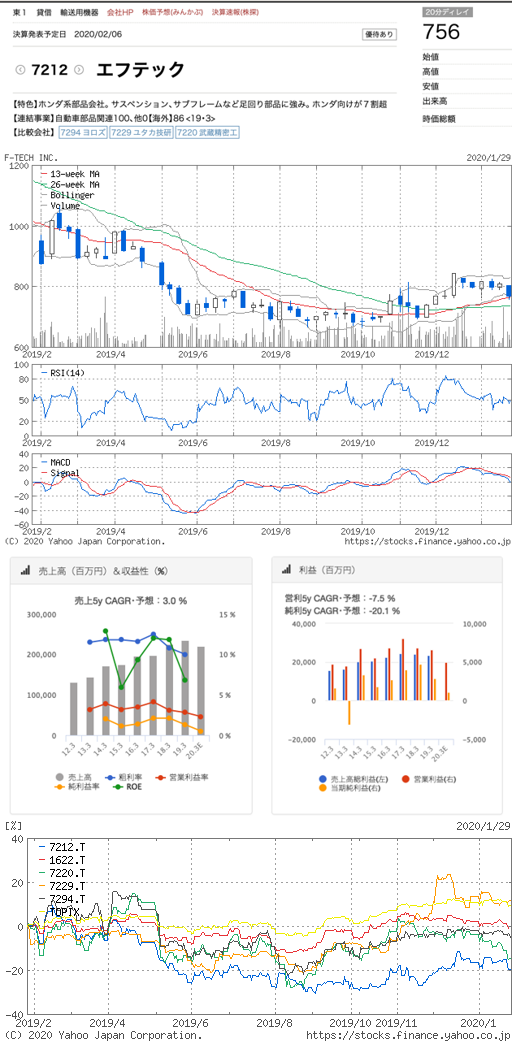 東1 貸借 輸送用機器 会社HP 株価予想(みんかぶ) 決算速報(株探)
20分ディレイ
決算発表予定日 2020/02/06
優待あり
756
7212
エフテック
始値
高値
安値
出来高
時価総額
【特色】ホンダ系部品会社。サスペンション、サブフレームなど足回り部品に強み。ホンダ向けが7割超
【連結事業】自動車部品関連100、他0【海外】86<19・3>
【比較会社】 7294 ヨロズ 7229 ユタカ技研 7220 武蔵精密工
F-TECH INC.
2020/1/29
1200
1000
800
600
13-week MA
26-week MA
Bollinger
Volume
2019/2 2019/4 2019/6 2019/8 2019/10 2019/12
100
80
50
20
0
RSI(14)
2019/2 2019/4 2019/6 2019/8 2019/10 2019/12
40
20
0
-20
-40
-60
MACD
Signal
2019/2 2019/4 2019/6 2019/8 2019/10 2019/12
(C) 2020 Yahoo Japan Corporation.
https://stocks.finance.yahoo.co.jp
売上高（百万円）＆収益性（%）
売上5y CAGR・予想： 3.0 %
300,000
200,000
100,000
0
15 %
10 %
5 %
0 %
12.3 13.3 14.3 15.3 16.3 17.3 18.3 19.3 20.3E
売上高 粗利率 営業利益率
純利益率 ROE
利益（百万円）
営利5y CAGR・予想： -7.5 %
純利5y CAGR・予想： -20.1 %
40,000
20,000
0
-20,000
10,000
5,000
0
-5,000
12.3 13.3 14.3 15.3 16.3 17.3 18.3 19.3 20.3E
売上高総利益(左) 営業利益(右)
当期純利益(右)
[%]
2020/1/29
40
20
0
-20
-40
7212.T
1622.T
7220.T
7229.T
7294.T
TOPIX
2019/2 2019/4 2019/6 2019/8 2019/10 2019/11 2020/1
(C) 2020 Yahoo Japan Corporation.
https://stocks.finance.yahoo.co.jp